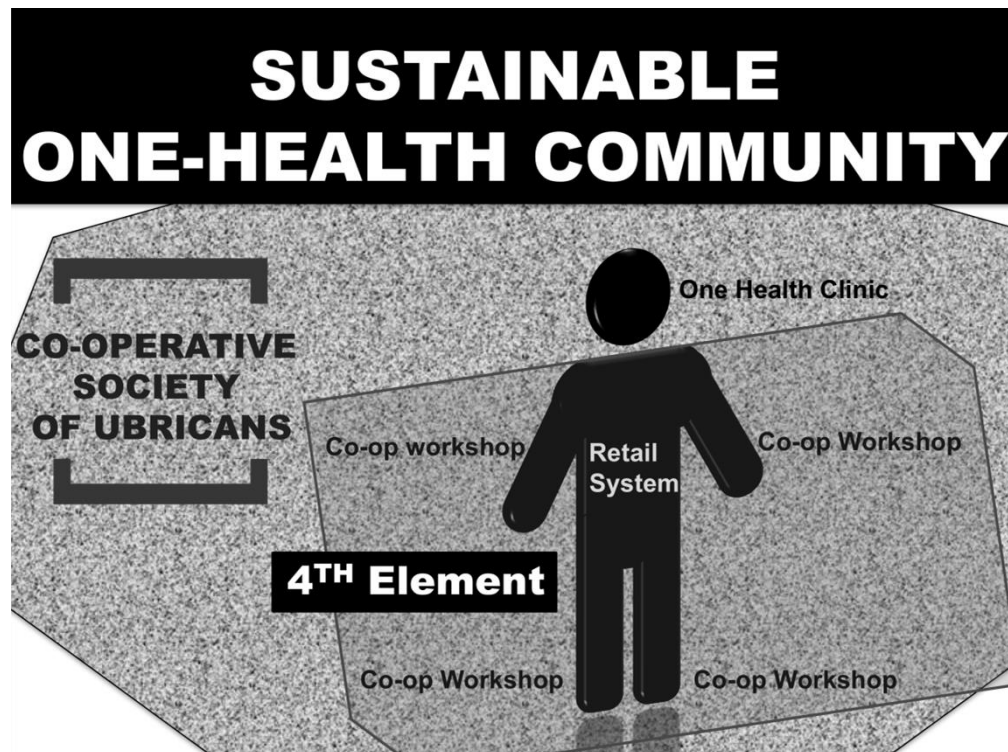 SUSTAINABLE
ONE-HEALTH COMMUNITY
One Health Clinic
CO-OPERATIVE
SOCIETY
OF UBRICANS
Co-op workshop
Retail
System
Co-op Workshop
4TH Element
Co-op Workshop
Co-op Workshop